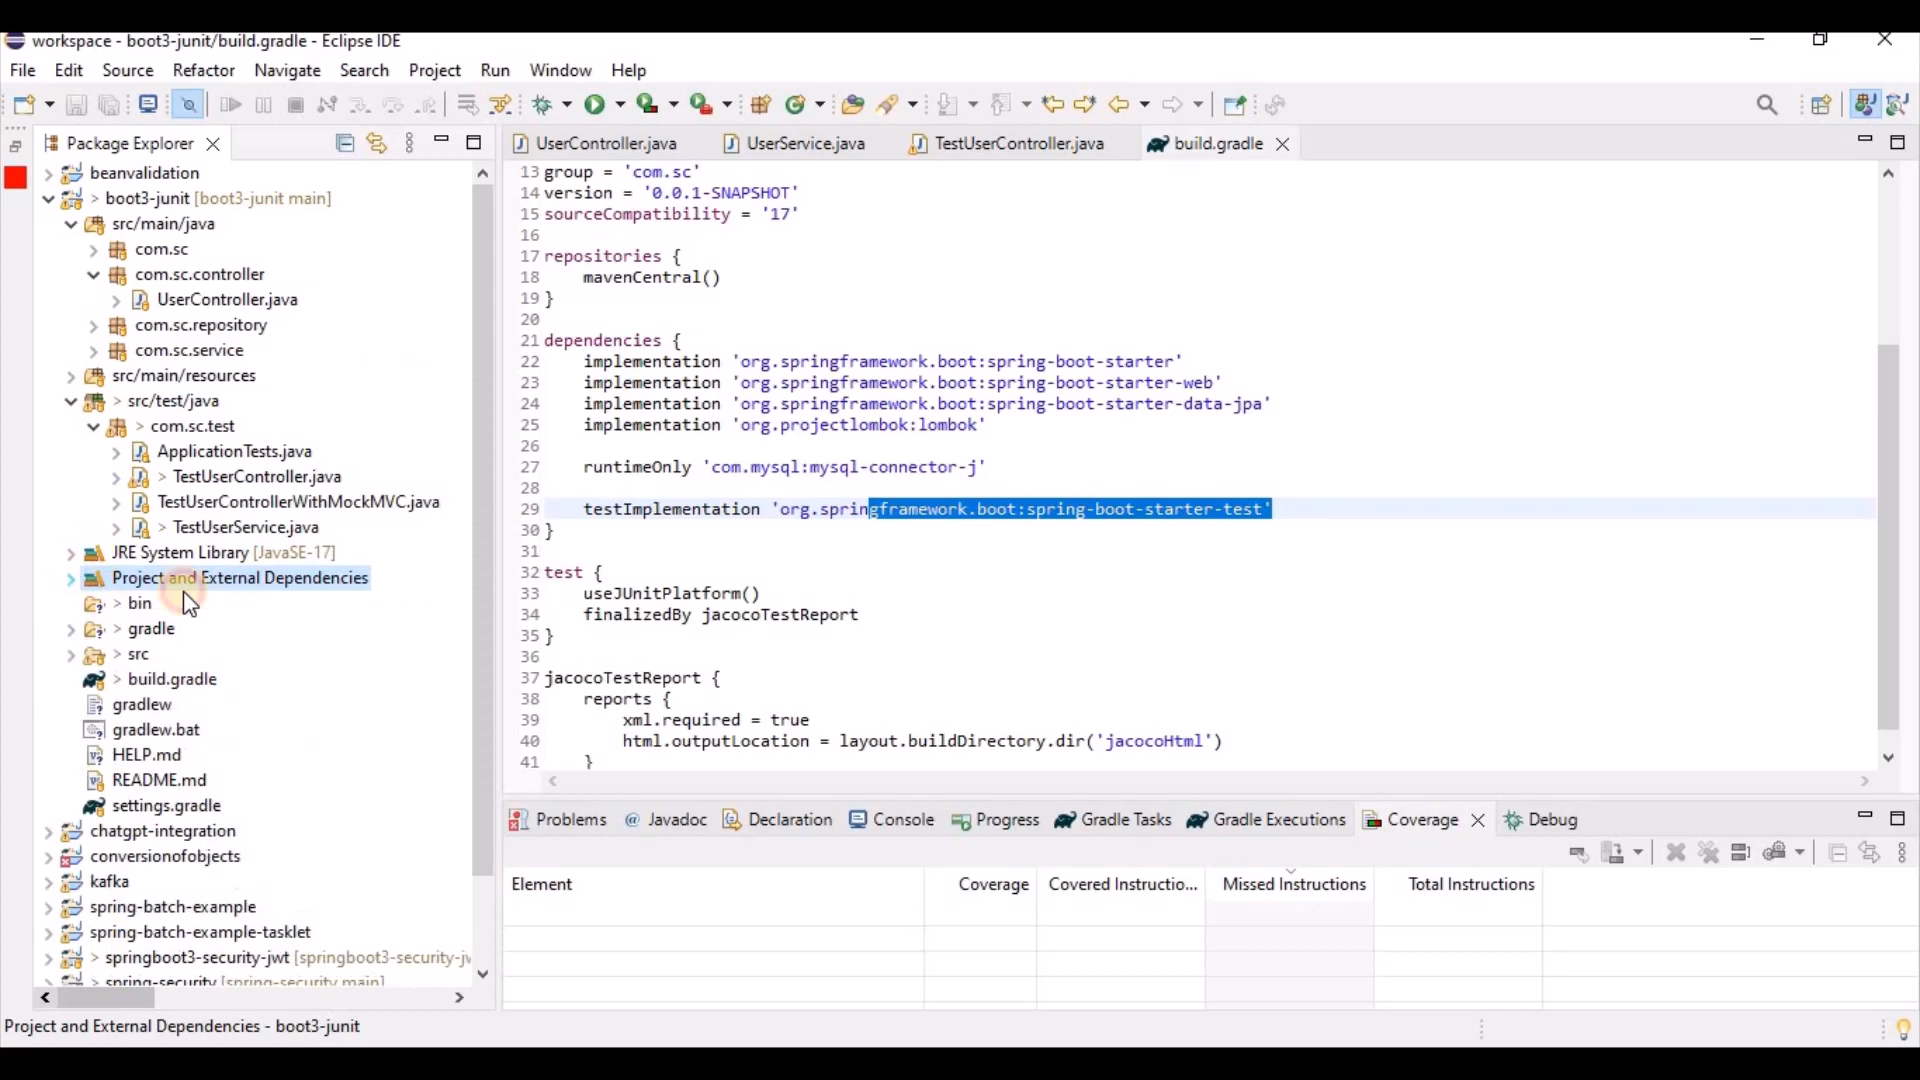 workspace - boot3-junit/build.gradle - Eclipse IDE
File Edit Source Refactor Navigate Search Project Run Window Help
Package Explorer
beanvalidation
> boot3-junit [boot3-junit main]
src/main/java
com.sc
com.sc.controller
UserController.java
com.sc.repository
com.sc.service
src/main/resources
> src/test/java
> com.sc.test
ApplicationTests.java
> TestUserController.java
TestUserControllerWithMockMVC.java
> TestUserService.java
JRE System Library [JavaSE-17]
Project and External Dependencies
> bin
> gradle
> src
> build.gradle
gradlew
gradlew.bat
HELP.md
README.md
settings.gradle
chatgpt-integration
conversionofobjects
kafka
spring-batch-example
spring-batch-example-tasklet
> springboot3-security-jwt [springboot3-security-jw
> spring-security [spring-security main]
UserController.java UserService.java TestUserController.java build.gradle
13 group = 'com.sc'
14 version = '0.0.1-SNAPSHOT'
15 sourceCompatibility = '17'
16
17 repositories {
18 mavenCentral()
19 }
20
21 dependencies {
22 implementation 'org.springframework.boot:spring-boot-starter'
23 implementation 'org.springframework.boot:spring-boot-starter-web'
24 implementation 'org.springframework.boot:spring-boot-starter-data-jpa'
25 implementation 'org.projectlombok:lombok'
26
27 runtimeOnly 'com.mysql:mysql-connector-j'
28
29 testImplementation 'org.springframework.boot:spring-boot-starter-test'
30 }
31
32 test {
33 useJUnitPlatform()
34 finalizedBy jacocoTestReport
35 }
36
37 jacocoTestReport {
38 reports {
39 xml.required = true
40 html.outputLocation = layout.buildDirectory.dir('jacocoHtml')
41 }
Problems @ Javadoc Declaration Console Progress Gradle Tasks Gradle Executions Coverage Debug
Element Coverage Covered Instructio... Missed Instructions Total Instructions
Project and External Dependencies - boot3-junit